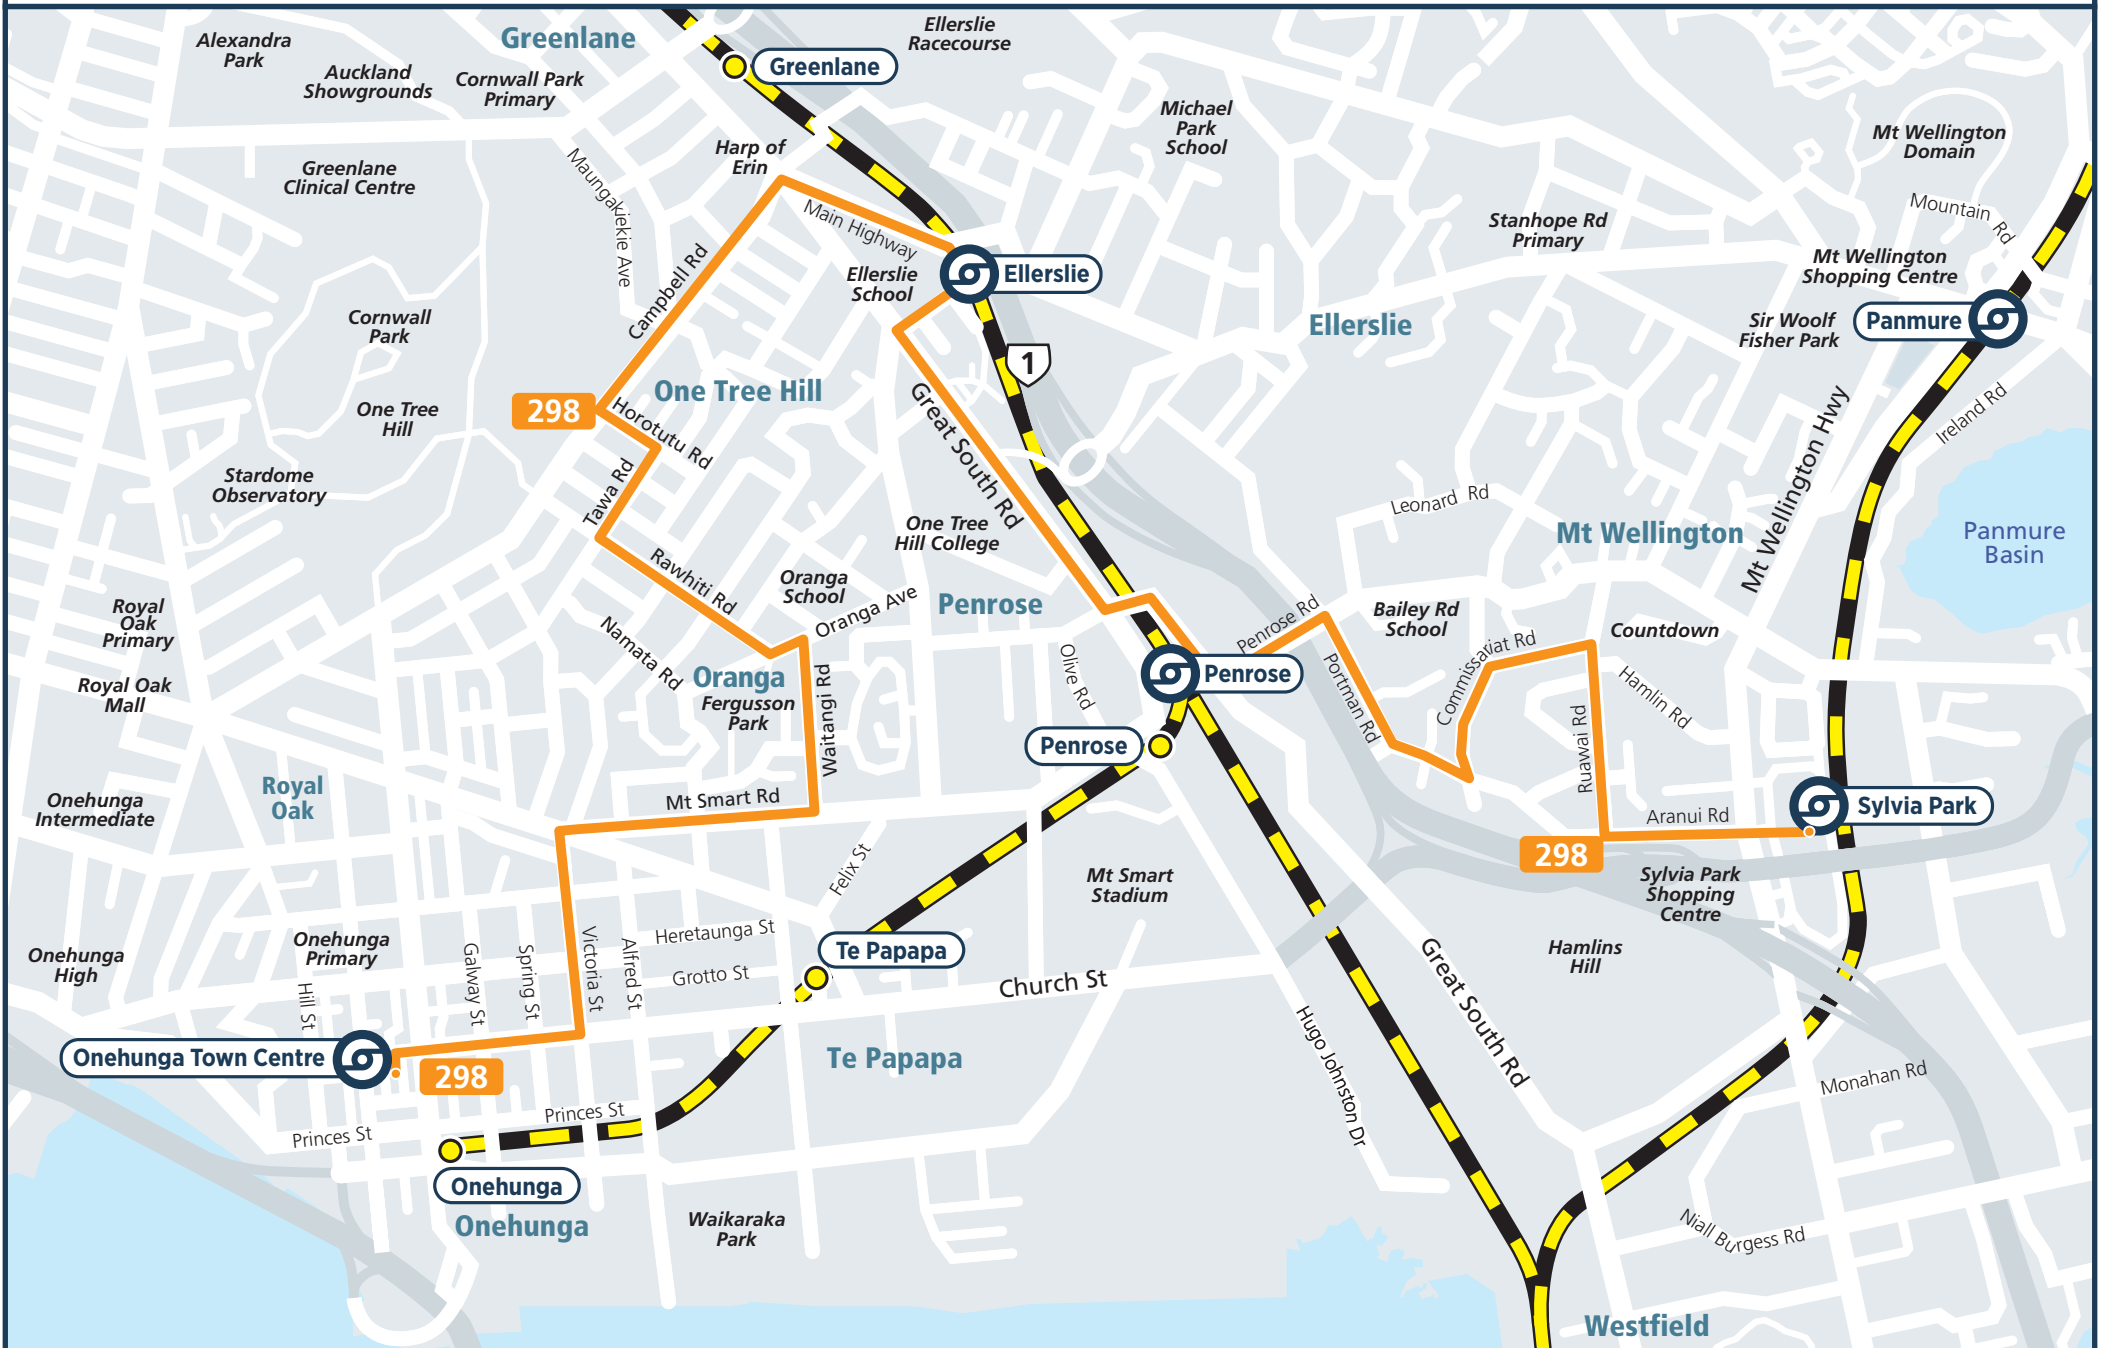 Greenlane
Greenlane
Ellerslie
Racecourse
Alexandra
Park
Auckland
Showgrounds
Cornwall Park
Primary
Michael
Park
School
Mt Wellington
Domain
Harp of
Erin
Greenlane
Clinical Centre
Maungakiekie Ave
Main Highway
Mountain Rd
Stanhope Rd
Primary
Campbell Rd
Ellerslie
School
Ellerslie
Mt Wellington
Shopping Centre
Cornwall
Park
Ellerslie
Sir Woolf
Fisher Park
Panmure
1
One Tree Hill
298
One Tree
Hill
Horotutu Rd
Great South Rd
Mt Wellington Hwy
Ireland Rd
Stardome
Observatory
Tawa Rd
Leonard Rd
One Tree
Hill College
Mt Wellington
Panmure
Basin
Rawhiti Rd
Oranga
School
Oranga Ave
Penrose
Royal
Oak
Primary
Penrose Rd
Bailey Rd
School
Countdown
Namata Rd
Commissariat Rd
Oranga
Fergusson
Park
Waitangi Rd
Olive Rd
Penrose
Portman Rd
Hamlin Rd
Royal Oak
Mall
Penrose
Ruawai Rd
Royal
Oak
Onehunga
Intermediate
Mt Smart Rd
Aranui Rd
Sylvia Park
298
Felix St
Mt Smart
Stadium
Sylvia Park
Shopping
Centre
Onehunga
High
Onehunga
Primary
Heretaunga St
Grotto St
Te Papapa
Hamlins
Hill
Hill St
Galway St
Spring St
Victoria St
Alfred St
Church St
Great South Rd
Hugo Johnston Dr
Onehunga Town Centre
298
Te Papapa
Monahan Rd
Princes St
Princes St
Onehunga
Onehunga
Waikaraka
Park
Niall Burgess Rd
Westfield